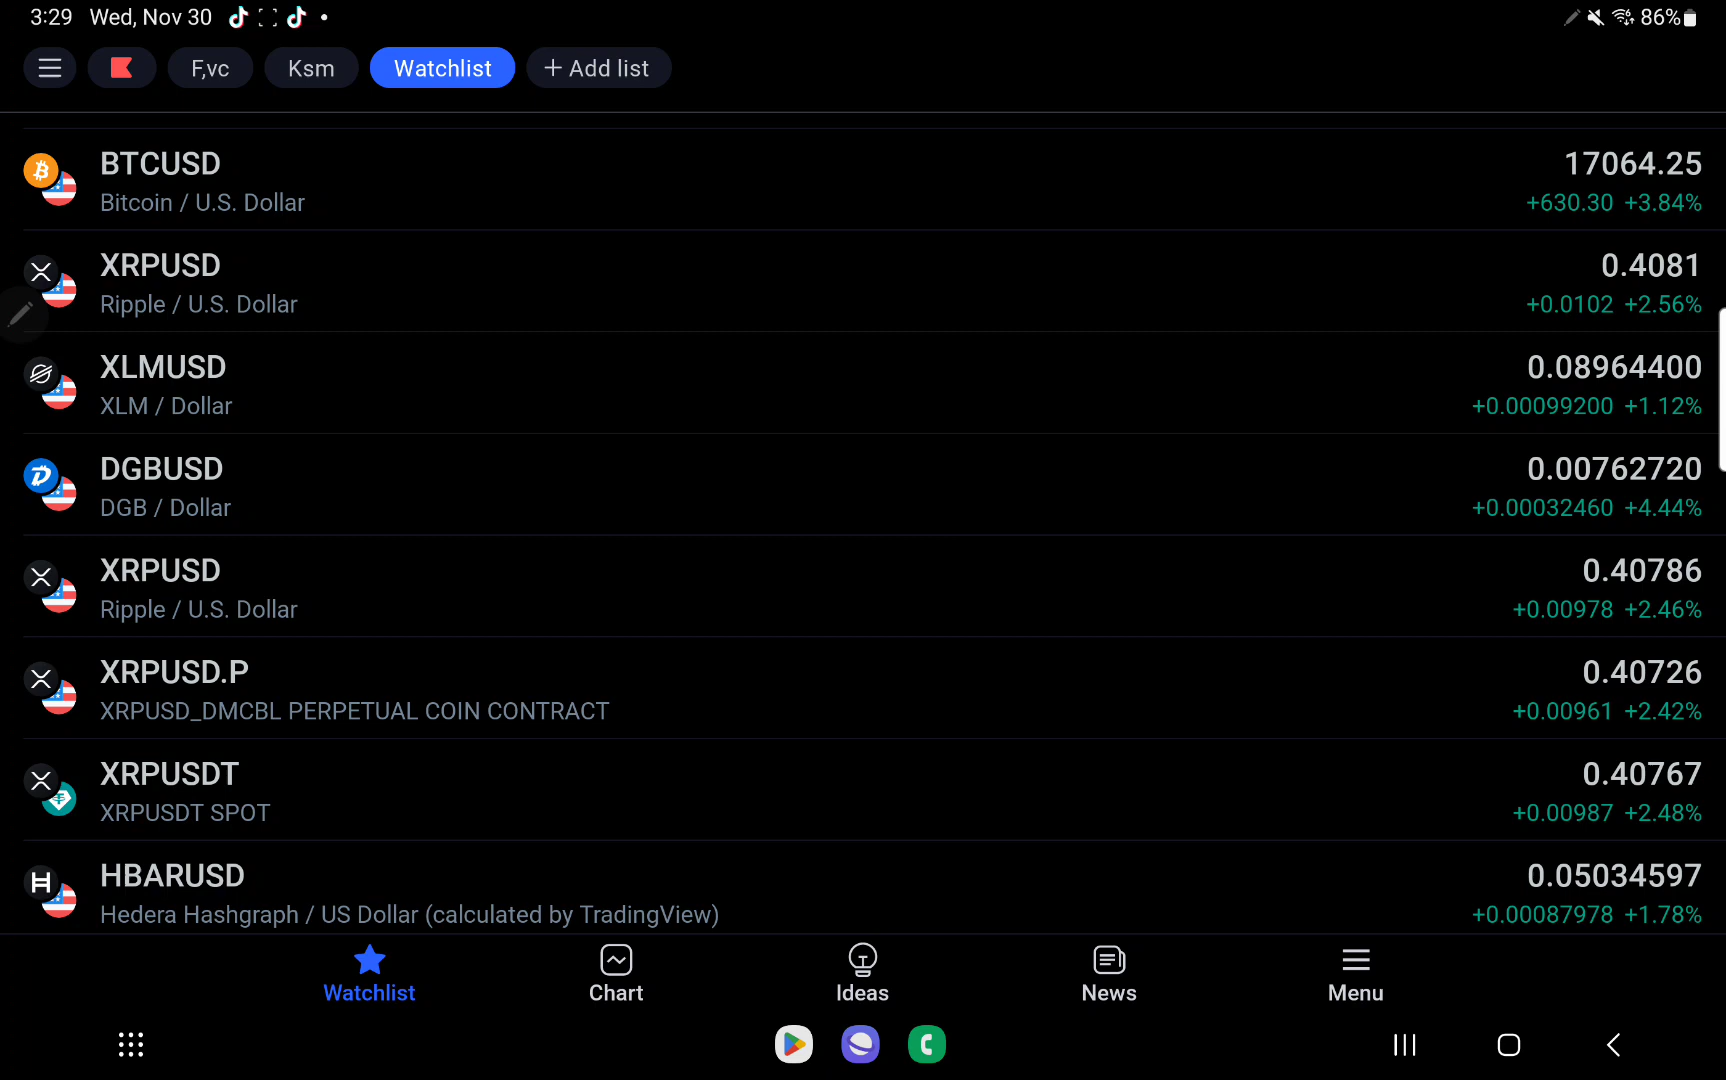 3:29 Wed, Nov 30 86%
F,vc Ksm Watchlist + Add list
BTCUSD 17064.25
Bitcoin / U.S. Dollar +630.30 +3.84%
XRPUSD 0.4081
Ripple / U.S. Dollar +0.0102 +2.56%
XLMUSD 0.08964400
XLM / Dollar +0.00099200 +1.12%
DGBUSD 0.00762720
DGB / Dollar +0.00032460 +4.44%
XRPUSD 0.40786
Ripple / U.S. Dollar +0.00978 +2.46%
XRPUSD.P 0.40726
XRPUSD_DMCBL PERPETUAL COIN CONTRACT +0.00961 +2.42%
XRPUSDT 0.40767
XRPUSDT SPOT +0.00987 +2.48%
HBARUSD 0.05034597
Hedera Hashgraph / US Dollar (calculated by TradingView) +0.00087978 +1.78%
Watchlist Chart Ideas News Menu